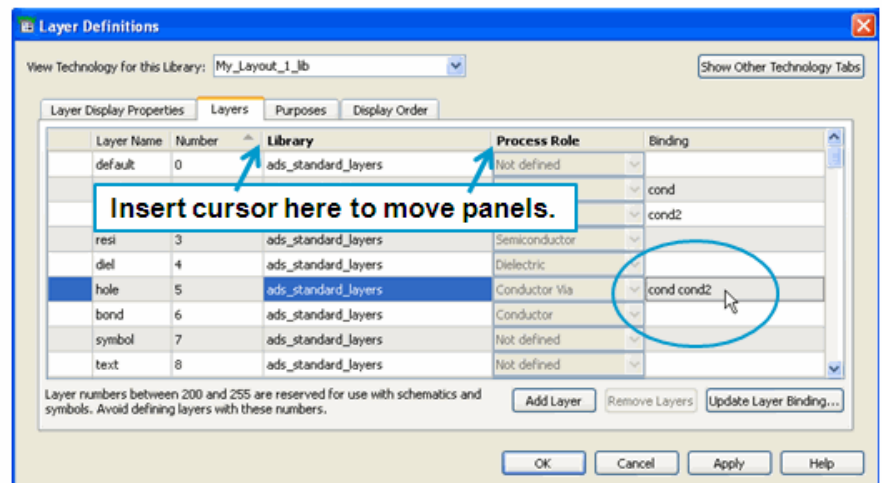 Layer Definitions
View Technology for this Library: My_Layout_1_lib Show Other Technology Tabs
Layer Display Properties Layers Purposes Display Order
Layer Name Number Library Process Role Binding
default 0 ads_standard_layers Not defined
cond
Insert cursor here to move panels.
cond2
resi 3 ads_standard_layers Semiconductor
diel 4 ads_standard_layers Dielectric
hole 5 ads_standard_layers Conductor Via cond cond2
bond 6 ads_standard_layers Conductor
symbol 7 ads_standard_layers Not defined
text 8 ads_standard_layers Not defined
Layer numbers between 200 and 255 are reserved for use with schematics and
symbols. Avoid defining layers with these numbers.
Add Layer Remove Layers Update Layer Binding...
OK Cancel Apply Help